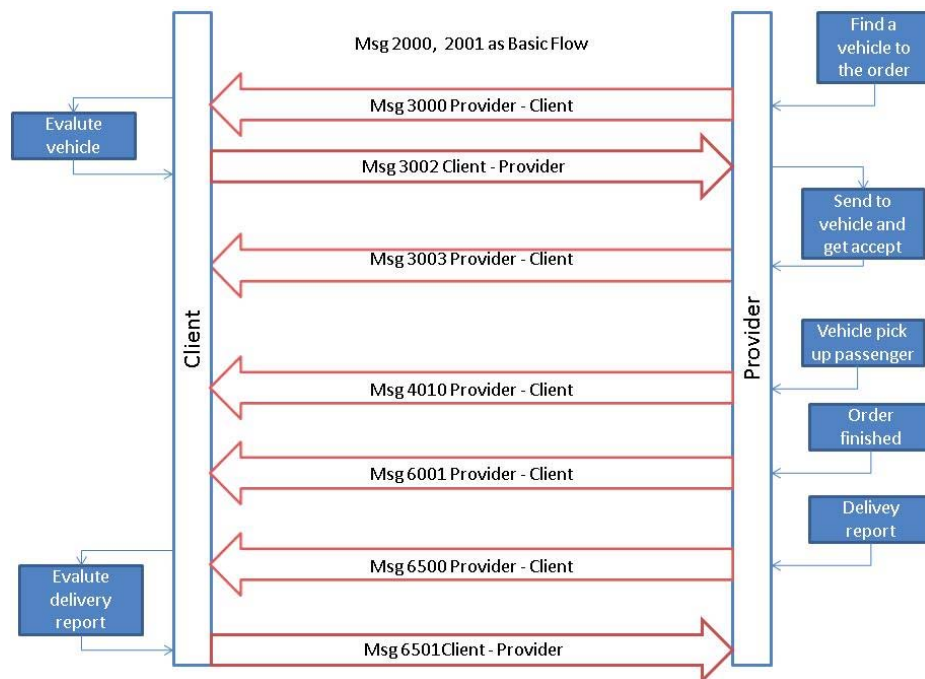 Msg 2000, 2001 as Basic Flow
Find a
vehicle to
the order
Msg 3000 Provider - Client
Evalute
vehicle
Msg 3002 Client - Provider
Send to
vehicle and
get accept
Msg 3003 Provider - Client
Client
Provider
Vehicle pick
up passenger
Msg 4010 Provider - Client
Order
finished
Msg 6001 Provider - Client
Delivey
report
Msg 6500 Provider - Client
Evalute
delivery
report
Msg 6501Client - Provider